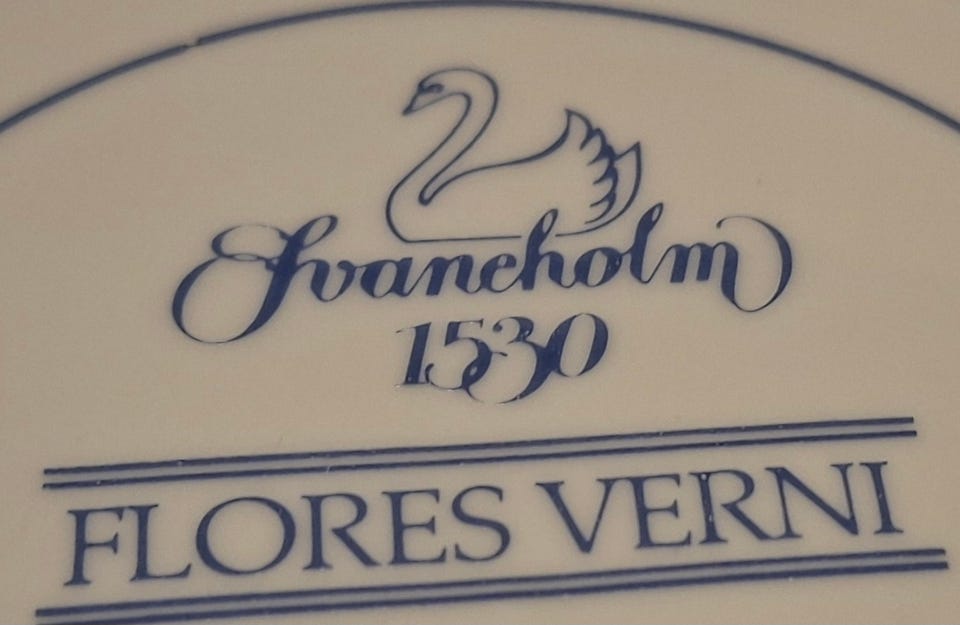 Svaneholm
1530
FLORES VERNI